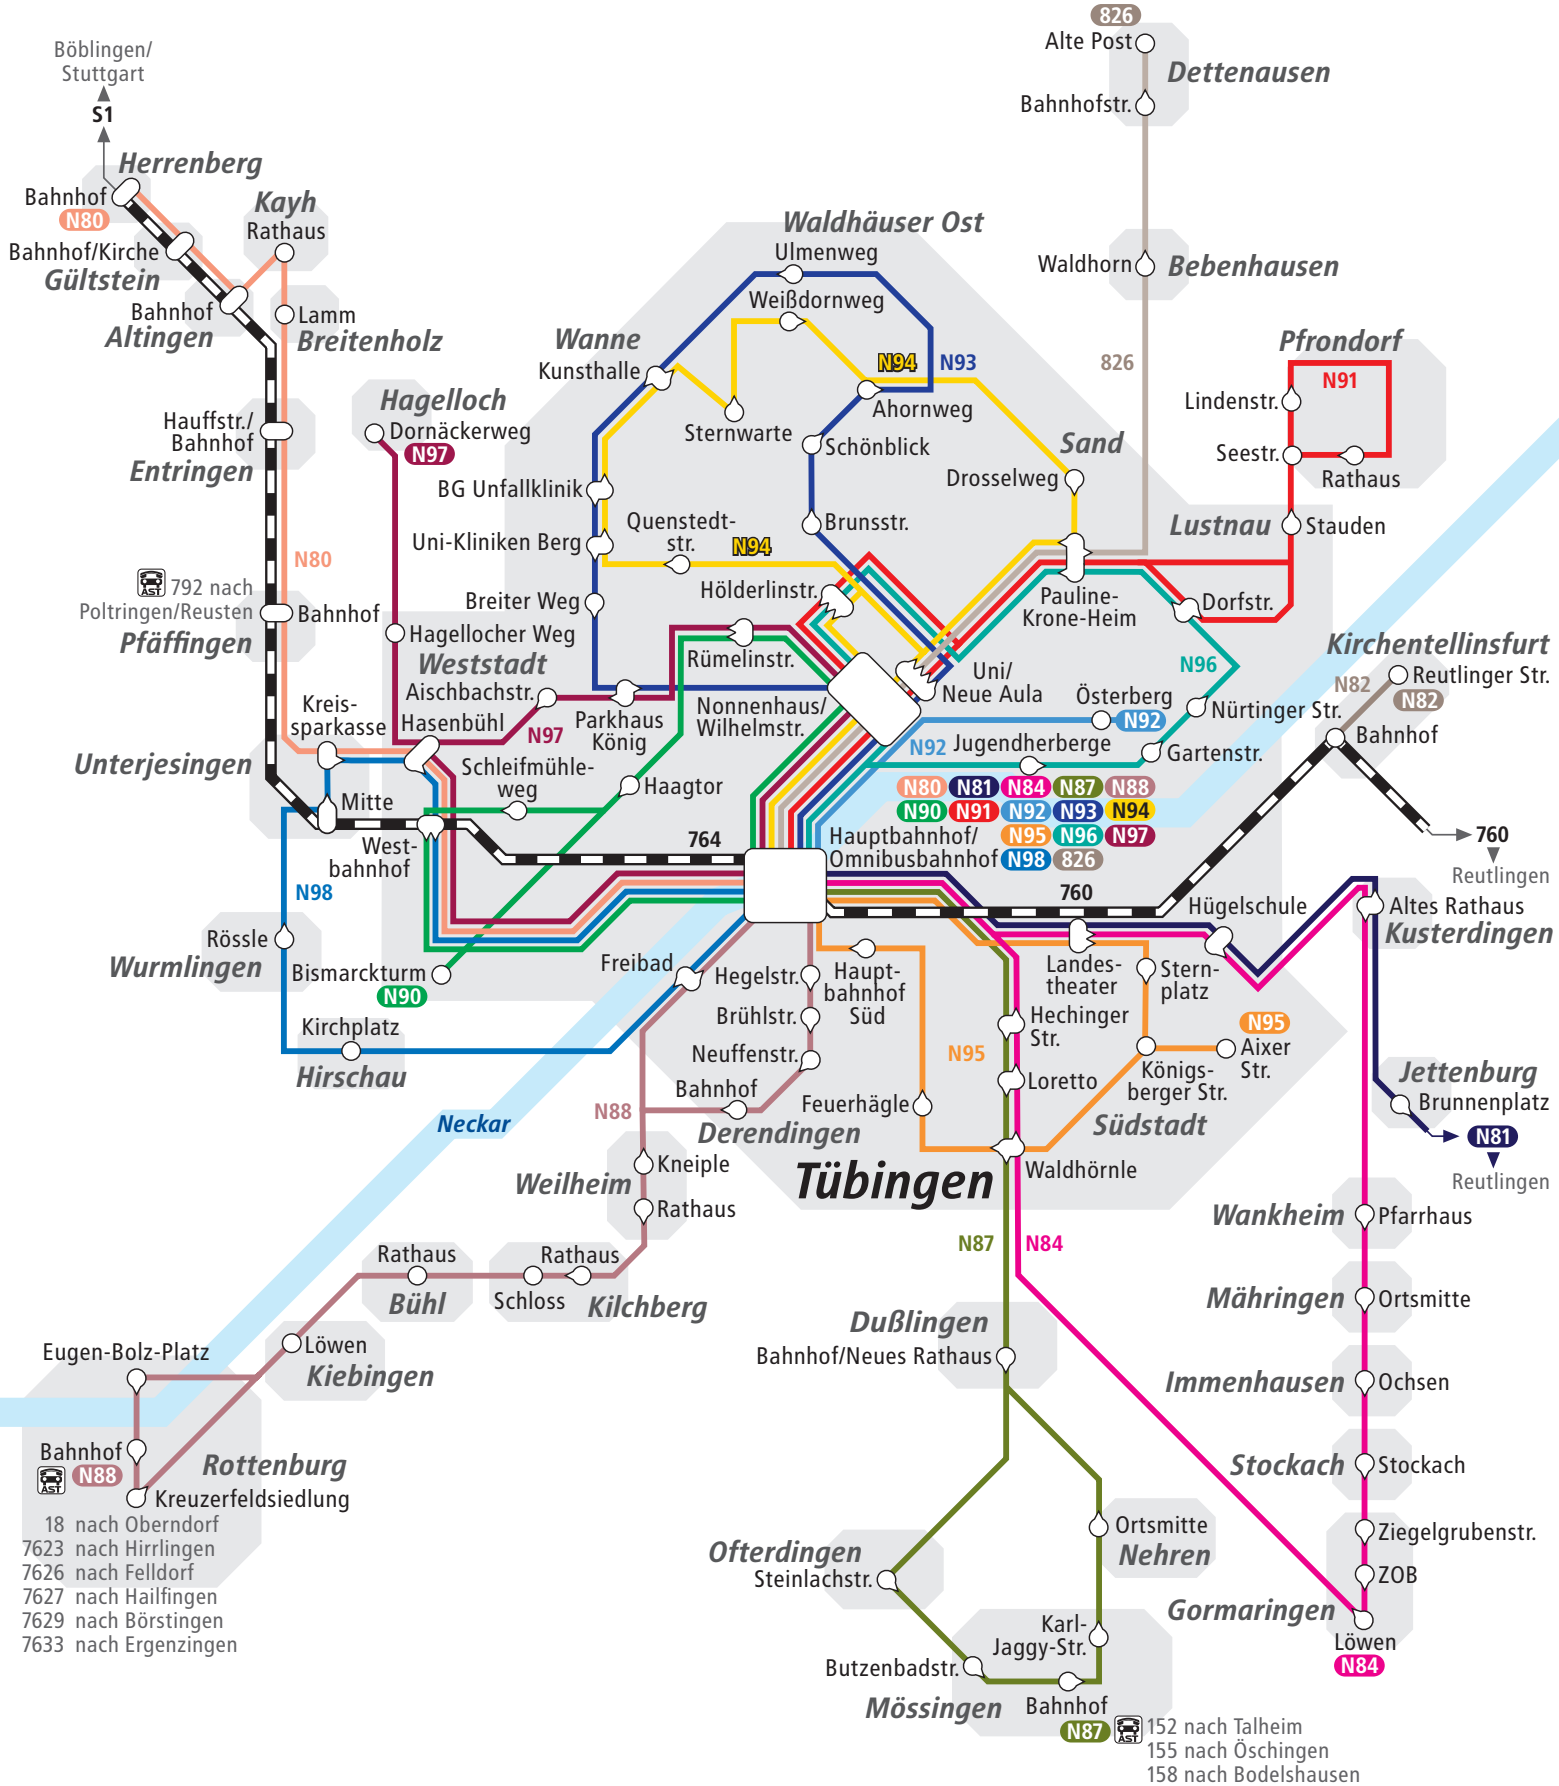 826
Alte Post
Dettenausen
Bahnhofstr.
Böblingen/
Stuttgart
S1
Herrenberg
Bahnhof
N80
Kayh
Rathaus
Bahnhof/Kirche
Gültstein
Bahnhof
Altingen
Lamm
Breitenholz
Waldhäuser Ost
Ulmenweg
Weißdornweg
Waldhorn
Bebenhausen
Wanne
Kunsthalle
N94
N93
826
Pfrondorf
N91
Lindenstr.
Hagelloch
Dornäckerweg
N97
Ahornweg
Sternwarte
Schönblick
Hauffstr./
Bahnhof
Entringen
Sand
Drosselweg
Seestr.
Rathaus
BG Unfallklinik
Quenstedt-
str.
N94
Brunsstr.
Lustnau
Stauden
Uni-Kliniken Berg
N80
792 nach
Poltringen/Reusten
AST
Bahnhof
Pfäffingen
Breiter Weg
Hölderlinstr.
Pauline-
Krone-Heim
Dorfstr.
Hagellocher Weg
Weststadt
Rümelinstr.
Kirchentellinsfurt
N82
Reutlinger Str.
N82
N96
Uni/
Neue Aula
Aischbachstr.
Hasenbühl
Kreis-
sparkasse
Parkhaus
König
Nonnenhaus/
Wilhelmstr.
Österberg
N92
Nürtinger Str.
N97
N92
Jugendherberge
Gartenstr.
Bahnhof
Unterjesingen
Schleifmühle-
weg
Haagtor
Mitte
N80 N81 N84 N87 N88
N90 N91 N92 N93 N94
N95 N96 N97
N98 826
Hauptbahnhof/
Omnibusbahnhof
764
West-
bahnhof
760
Reutlingen
N98
760
Hügelschule
Altes Rathaus
Kusterdingen
Rössle
Wurmlingen
Bismarckturm
N90
Freibad
Hegelstr.
Haupt-
bahnhof
Süd
Landes-
theater
Stern-
platz
Brühlstr.
Hechinger
Str.
N95
Kirchplatz
Hirschau
Neuffenstr.
N95
Aixer
Str.
Königs-
berger Str.
Loretto
Bahnhof
Feuerhägle
Jettenburg
Brunnenplatz
N81
Reutlingen
N88
Neckar
Derendingen
Südstadt
Waldhörnle
Tübingen
Kneiple
Weilheim
Rathaus
Wankheim
Pfarrhaus
N87
N84
Rathaus
Bühl
Rathaus
Schloss
Kilchberg
Mähringen
Ortsmitte
Dußlingen
Bahnhof/Neues Rathaus
Löwen
Kiebingen
Eugen-Bolz-Platz
Immenhausen
Ochsen
Bahnhof
AST
N88
Rottenburg
Kreuzerfeldsiedlung
Stockach
Stockach
18 nach Oberndorf
7623 nach Hirrlingen
7626 nach Felldorf
7627 nach Hailfingen
7629 nach Börstingen
7633 nach Ergenzingen
Ortsmitte
Nehren
Ziegelgrubenstr.
Ofterdingen
Steinlachstr.
ZOB
Gormaringen
Löwen
N84
Karl-
Jaggy-Str.
Butzenbadstr.
Mössingen
Bahnhof
N87
AST
152 nach Talheim
155 nach Öschingen
158 nach Bodelshausen